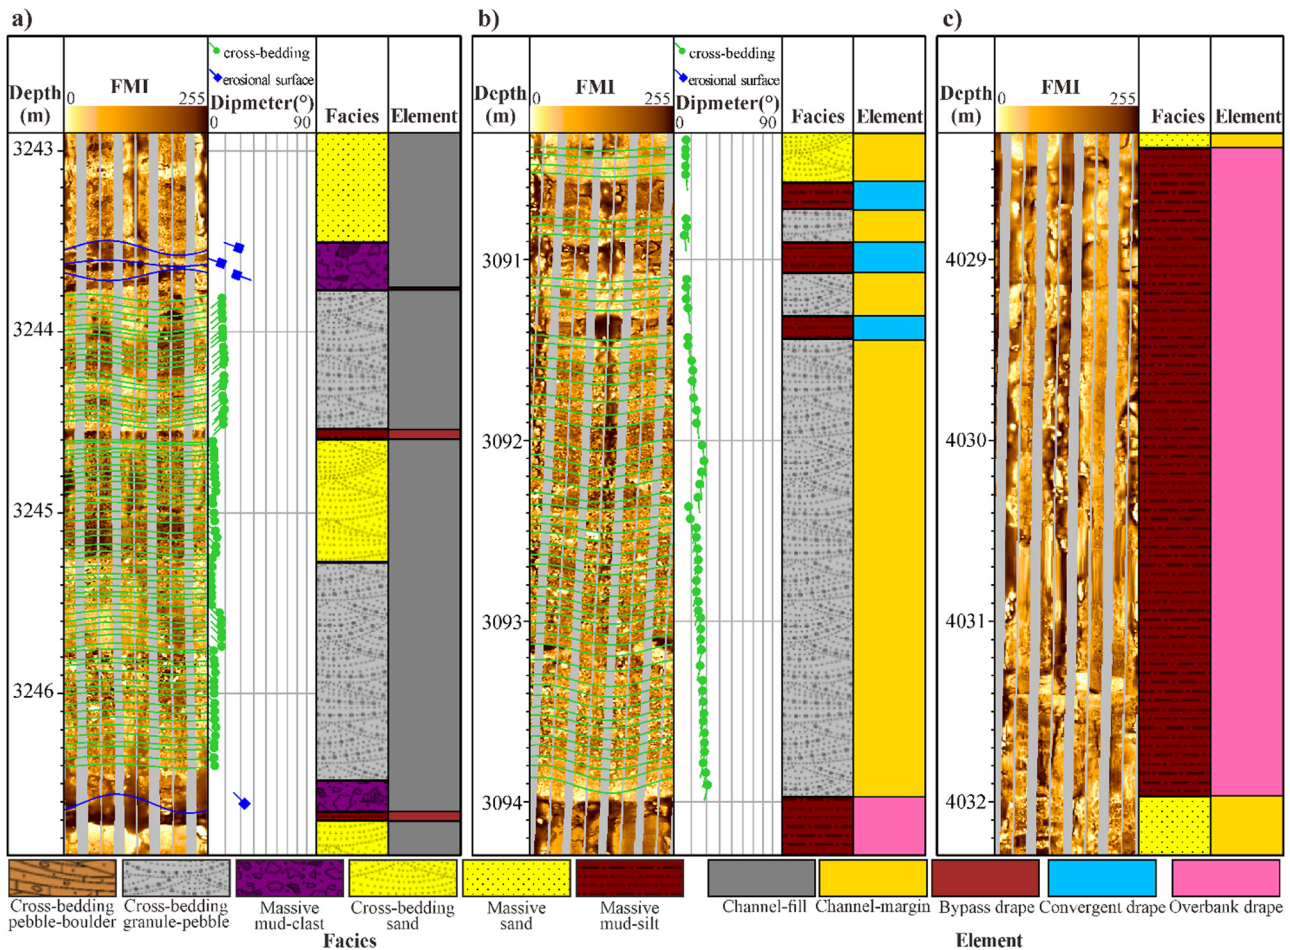 a)
b)
c)
cross-bedding
erosional surface
Depth
(m)
FMI
0
255
Dipmeter(°)
0
90
Facies
Element
3243
3244
3245
3246
cross-bedding
erosional surface
Depth
(m)
FMI
0
255
Dipmeter(°)
0
90
Facies
Element
3091
3092
3093
3094
Depth
(m)
FMI
0
255
Facies
Element
4029
4030
4031
4032
Cross-bedding
pebble-boulder
Cross-bedding
granule-pebble
Massive
mud-clast
Cross-bedding
sand
Massive
sand
Massive
mud-silt
Channel-fill
Channel-margin
Bypass drape
Convergent drape
Overbank drape
Facies
Element